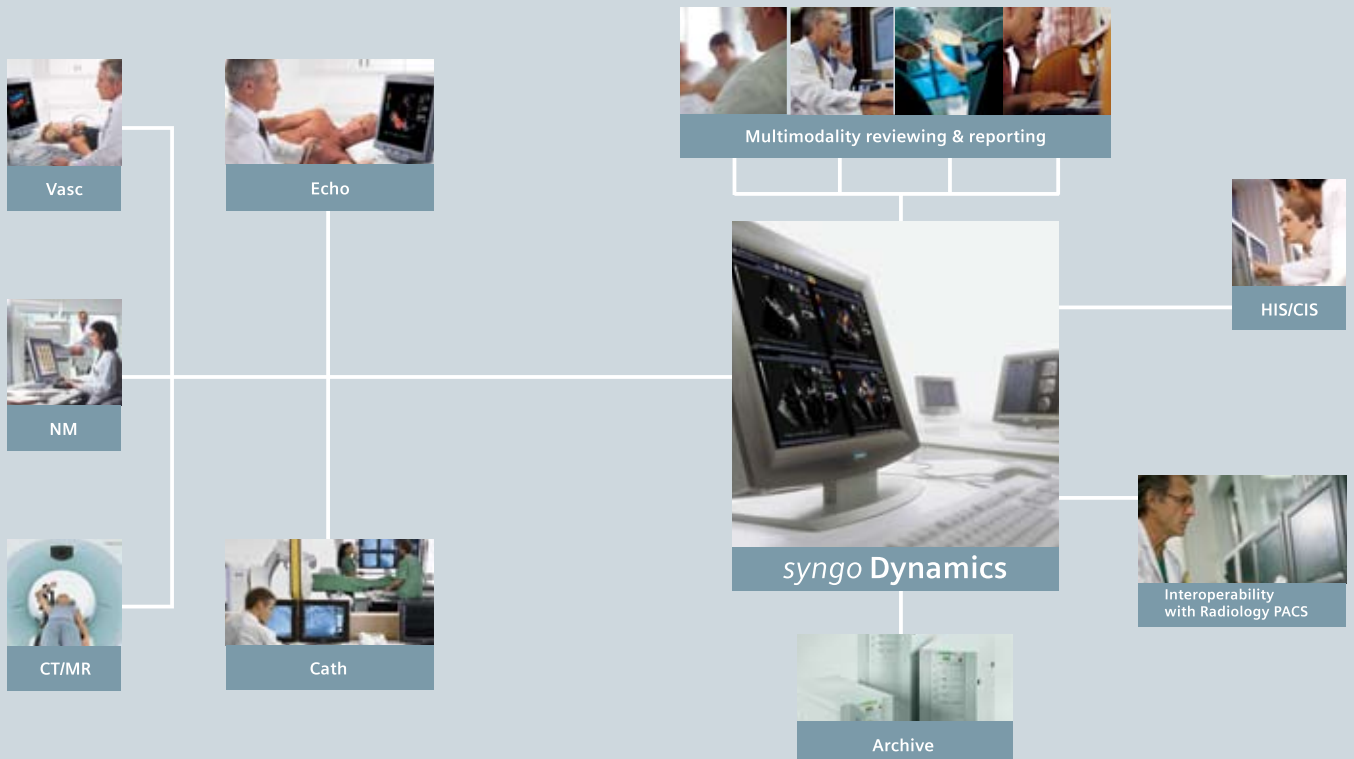 Multimodality reviewing & reporting
Vasc
Echo
HIS/CIS
NM
syngo Dynamics
Interoperability
with Radiology PACS
CT/MR
Cath
Archive